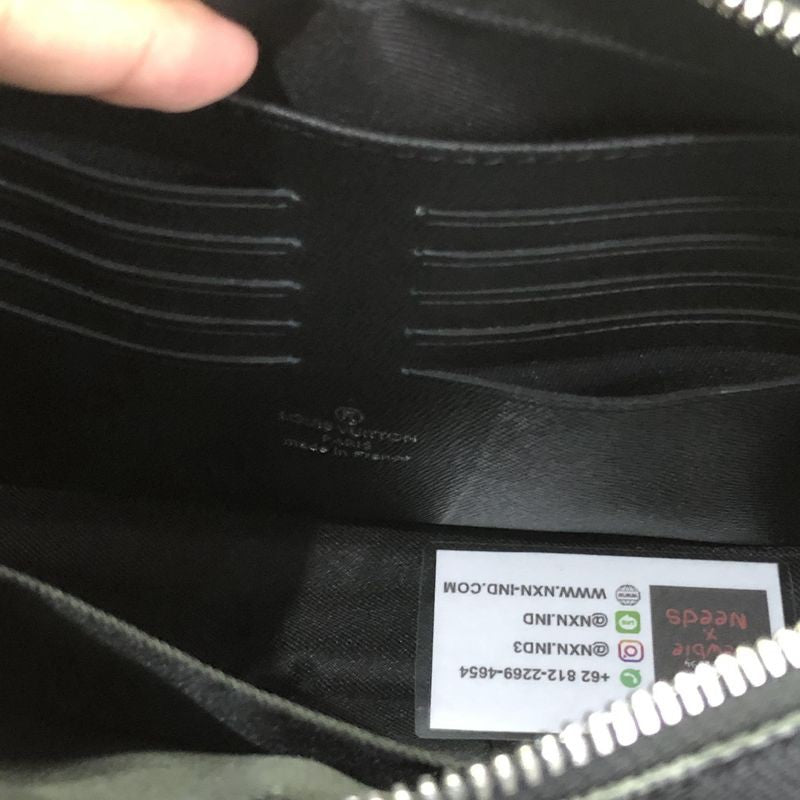 LOUIS VUITTON
PARIS
made in France
+62 812-2269-4654
@NXN.IND3
@NXN.IND
WWW.NXN-IND.COM
Newbie
X
Needs